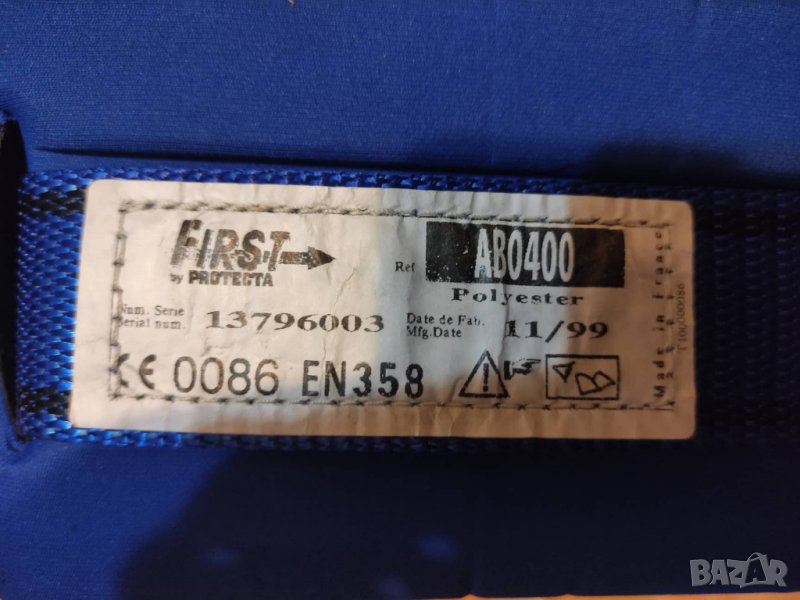 FIRST
by PROTECTA
Ref AB0400
Polyester
Num. Serie
Serial num. 13796003
Date de Fab.
Mfg.Date 11/99
CE 0086 EN358
Made in France
BAZAR